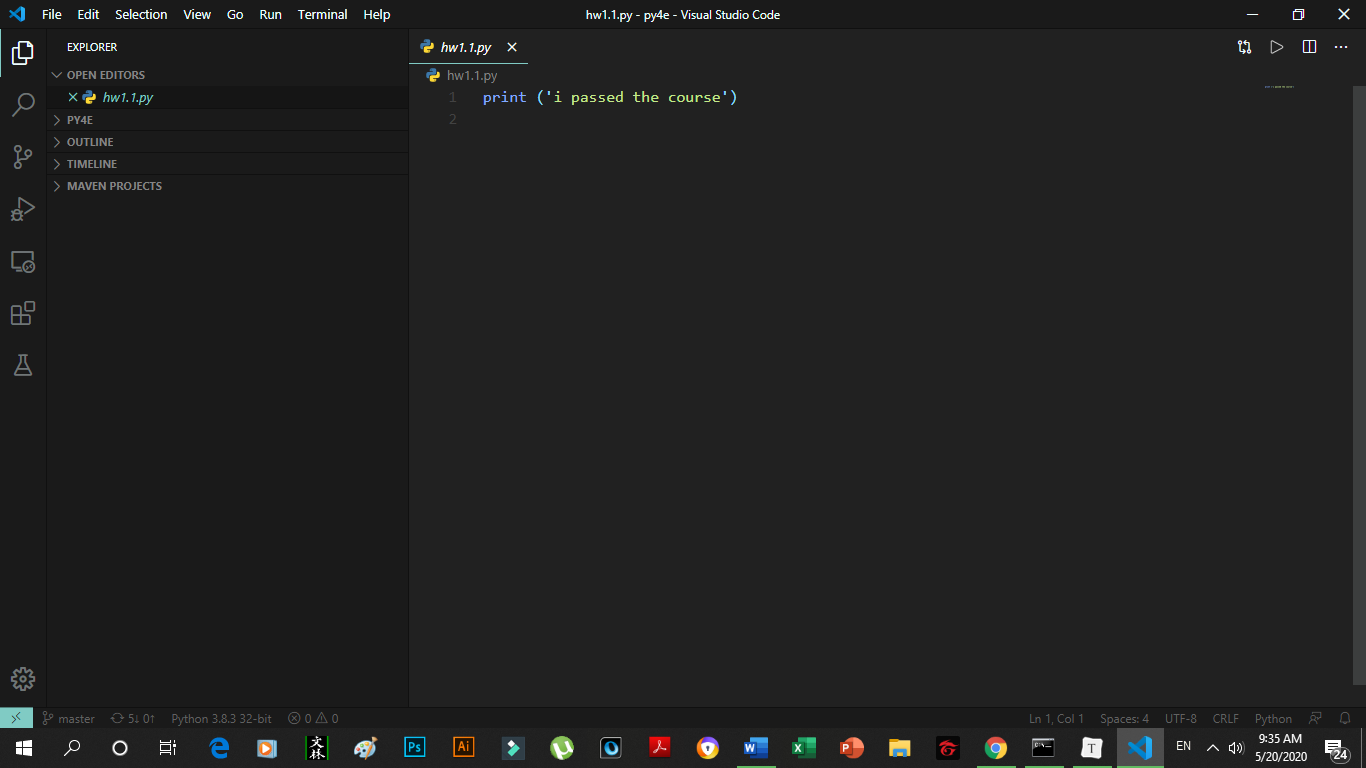 File Edit Selection View Go Run Terminal Help
hw1.1.py - py4e - Visual Studio Code
EXPLORER
OPEN EDITORS
hw1.1.py
PY4E
OUTLINE
TIMELINE
MAVEN PROJECTS
hw1.1.py
hw1.1.py
1 print ('i passed the course')
2
master 5↓ 0↑ Python 3.8.3 32-bit 0 0
Ln 1, Col 1 Spaces: 4 UTF-8 CRLF Python
文林 Ps Ai W X P T
EN
9:35 AM
5/20/2020
24